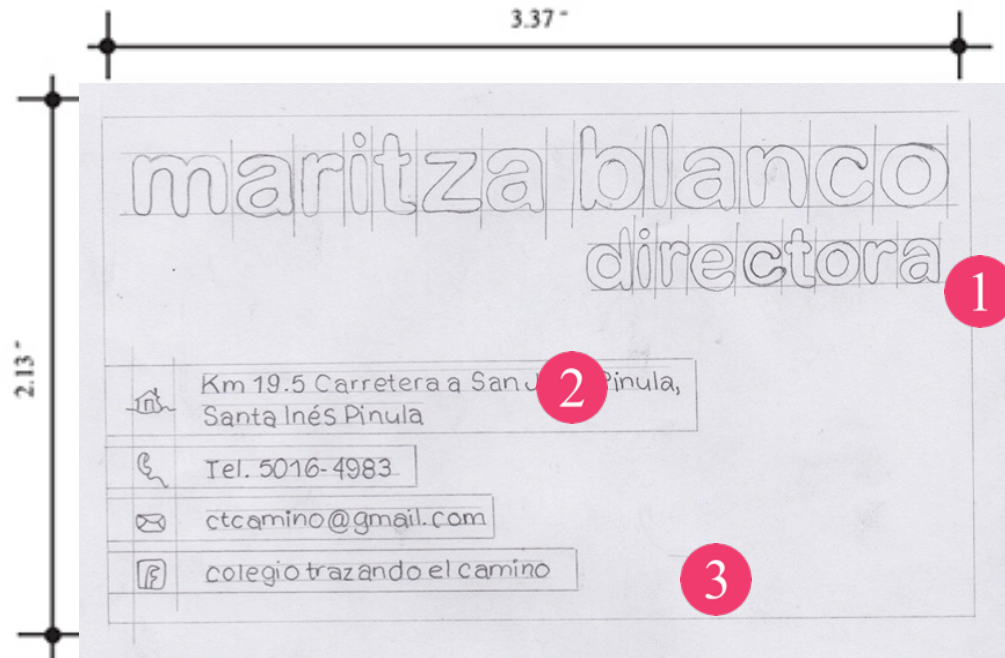 3.37"
2.13"
maritza blanco
directora
1
Km 19.5 Carretera a San J 2 Pinula,
Santa Inés Pinula
Tel. 5016-4983
ctcamino@gmail.com
colegio trazando el camino
3